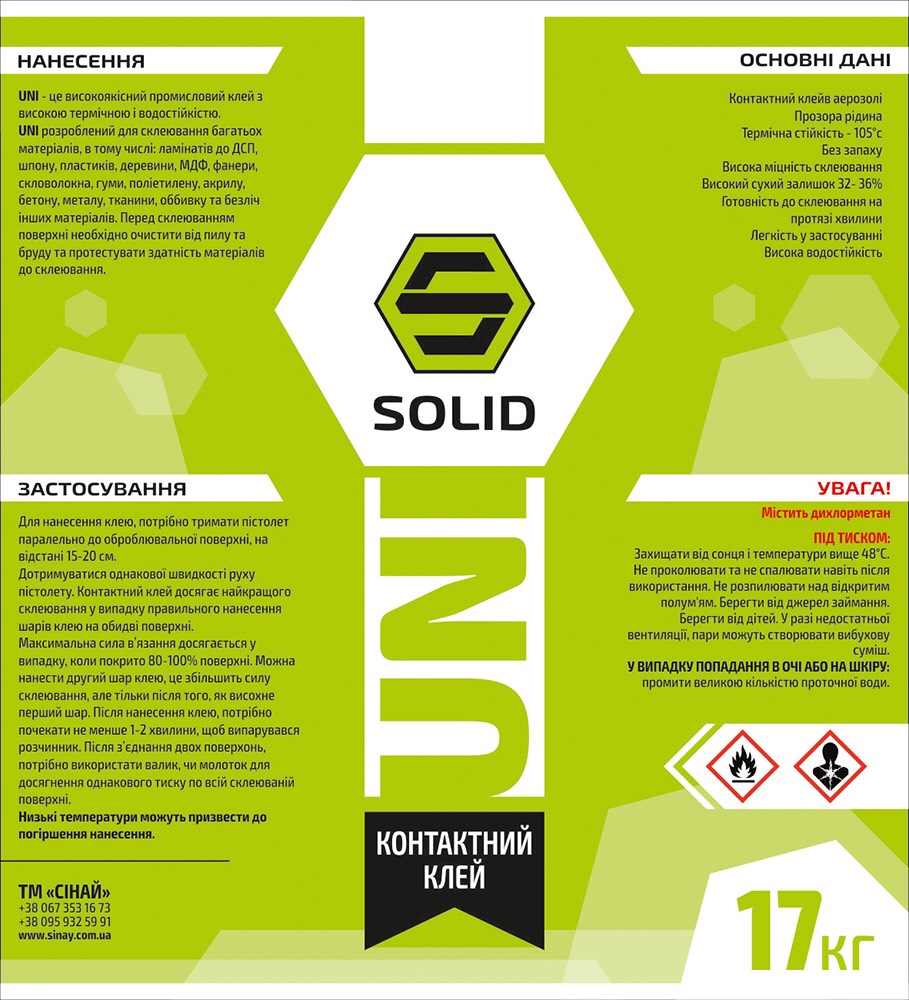 НАНЕСЕННЯ
UNI - це високоякісний промисловий клей з
високою термічною і водостійкістю.
UNI розроблений для склеювання багатьох
матеріалів, в тому числі: ламінатів до ДСП,
шпону, пластиків, деревини, МДФ, фанери,
скловолокна, гуми, поліетилену, акрилу,
бетону, металу, тканини, оббивку та безліч
інших матеріалів. Перед склеюванням
поверхні необхідно очистити від пилу та
бруду та протестувати здатність матеріалів
до склеювання.
ЗАСТОСУВАННЯ
Для нанесення клею, потрібно тримати пістолет
паралельно до оброблювальної поверхні, на
відстані 15-20 см.
Дотримуватися однакової швидкості руху
пістолету. Контактний клей досягає найкращого
склеювання у випадку правильного нанесення
шарів клею на обидві поверхні.
Максимальна сила в’язання досягається у
випадку, коли покрито 80-100% поверхні. Можна
нанести другий шар клею, це збільшить силу
склеювання, але тільки після того, як висохне
перший шар. Після нанесення клею, потрібно
почекати не менше 1-2 хвилини, щоб випарувався
розчинник. Після з’єднання двох поверхонь,
потрібно використати валик, чи молоток для
досягнення однакового тиску по всій склеюваній
поверхні.
Низькі температури можуть призвести до
погіршення нанесення.
ТМ «СІНАЙ»
+38 067 353 16 73
+38 095 932 59 91
www.sinay.com.ua
SOLID
UNI
КОНТАКТНИЙ
КЛЕЙ
ОСНОВНІ ДАНІ
Контактний клейв аерозолі
Прозора рідина
Термічна стійкість - 105°с
Без запаху
Висока міцність склеювання
Високий сухий залишок 32- 36%
Готовність до склеювання на
протязі хвилини
Легкість у застосуванні
Висока водостійкість
УВАГА!
Містить дихлорметан
ПІД ТИСКОМ:
Захищати від сонця і температури вище 48°С.
Не проколювати та не спалювати навіть після
використання. Не розпилювати над відкритим
полум'ям. Берегти від джерел займання.
Берегти від дітей. У разі недостатньої
вентиляції, пари можуть створювати вибухову
суміш.
У ВИПАДКУ ПОПАДАННЯ В ОЧІ АБО НА ШКІРУ:
промити великою кількістю проточної води.
17кг